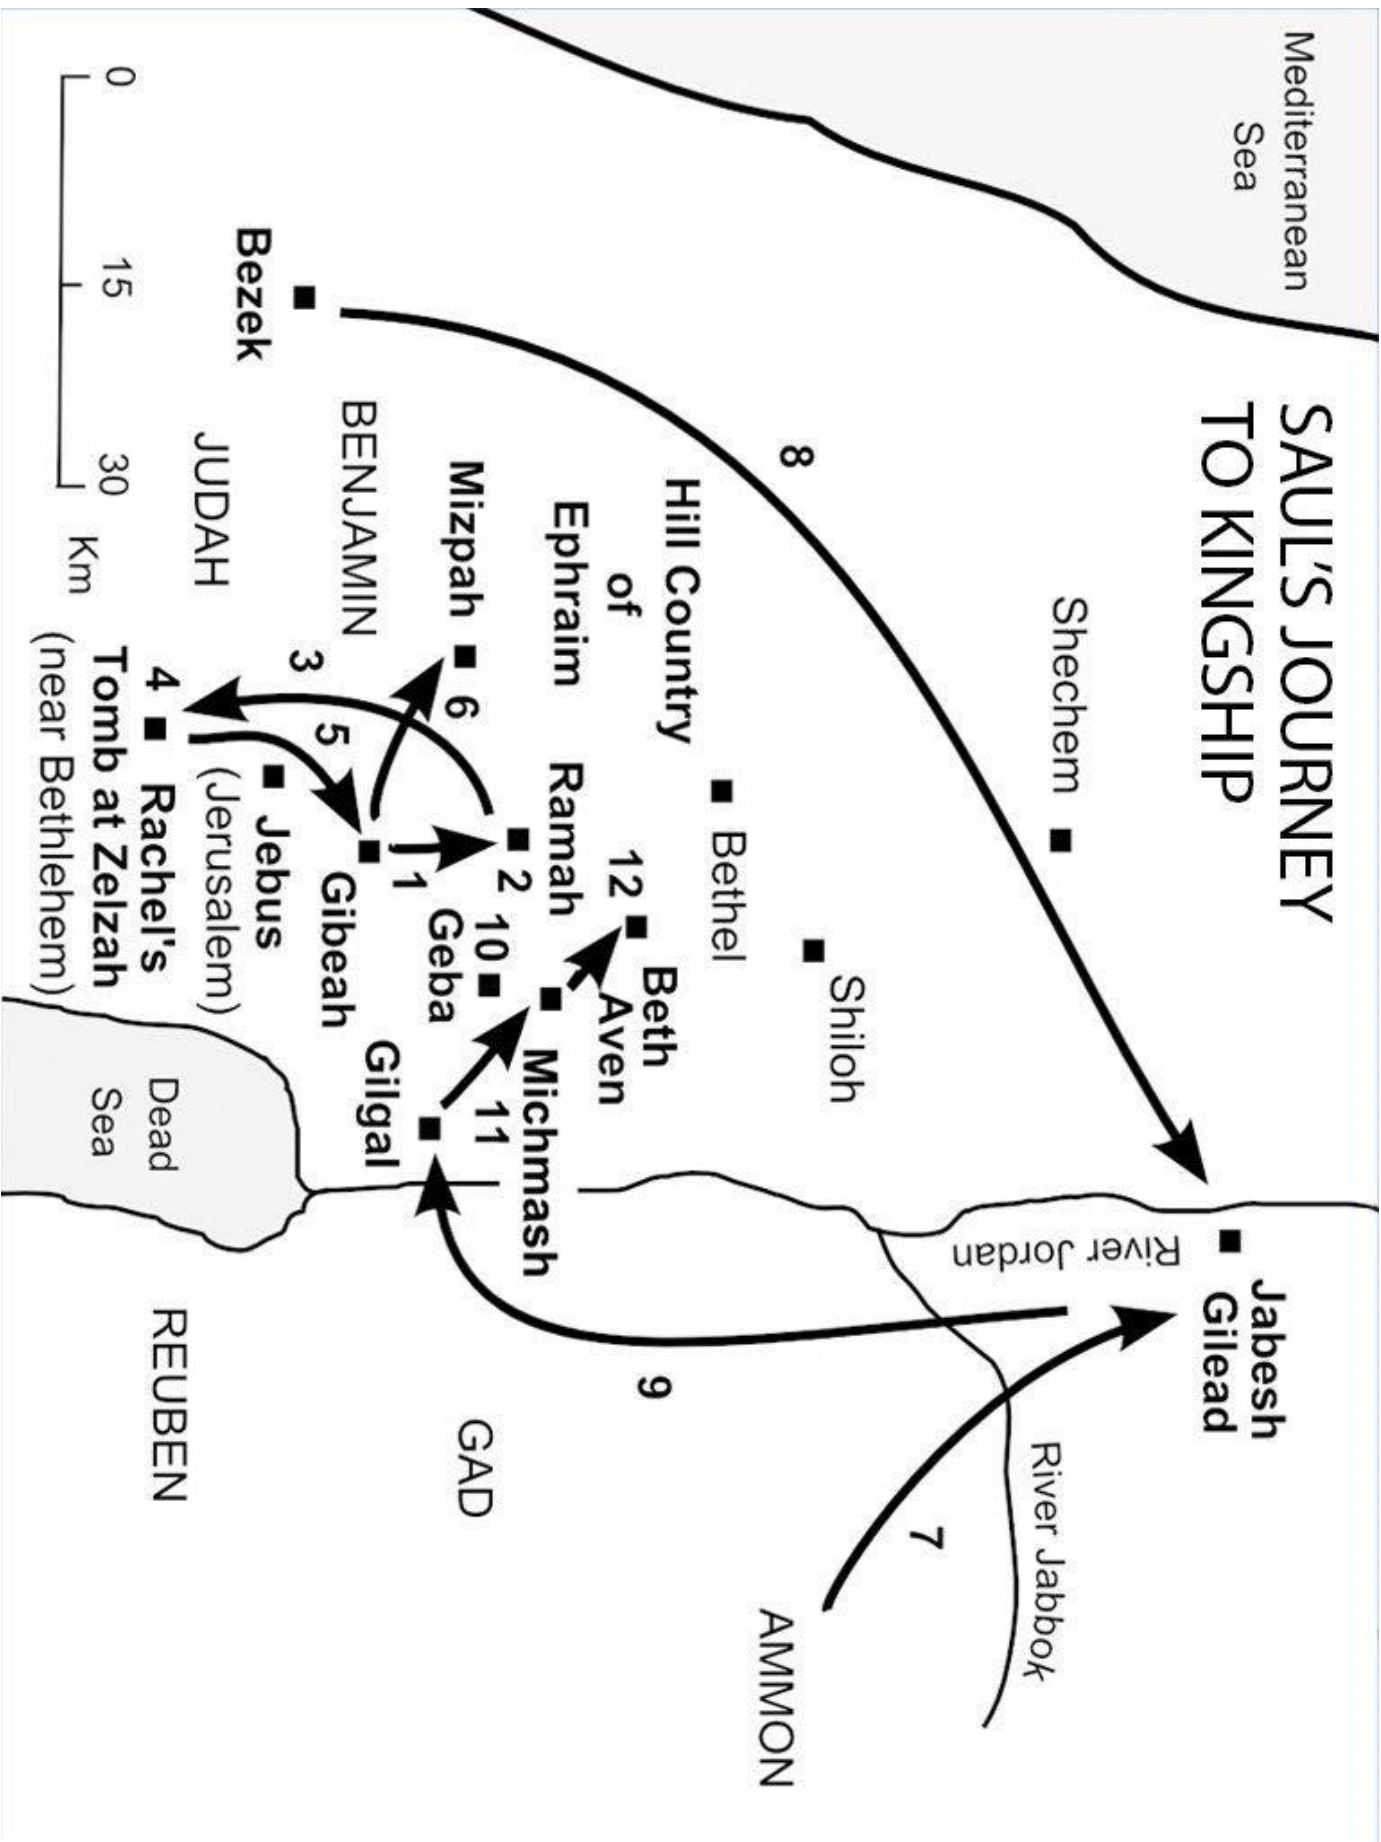 SAUL'S JOURNEY
TO KINGSHIP
Mediterranean
Sea
Shechem
Jabesh
Gilead
River Jordan
River Jabbok
8
7
Shiloh
AMMON
Hill Country
of
Ephraim
Bethel
Beth
Aven
12
9
Ramah
2
Michmash
10
Geba
11
GAD
Mizpah
6
1
Gilgal
BENJAMIN
Gibeah
3
5
Bezek
Jebus
(Jerusalem)
JUDAH
4
Rachel's
Tomb at Zelzah
(near Bethlehem)
Dead
Sea
REUBEN
0 15 30
Km